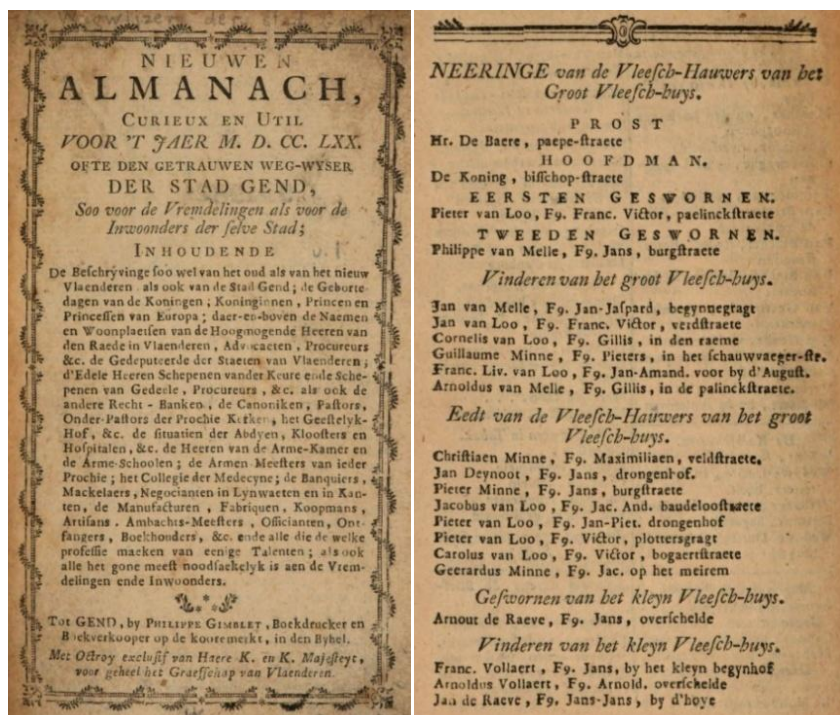 NIEUWEN
ALMANACH,
CURIEUX EN UTIL
VOOR 'T JAER M. D. CC. LXX.
OFTE DEN GETRAUWEN WEG-WYSER
DER STAD GEND,
Soo voor de Vremdelingen als voor de
Inwoonders der selve Stad;
INHOUDENDE
De Beschryvinge soo wel van het oud als van het nieuw
Vlaenderen als ook van de Stad Gend; de Geborte-
dagen van de Koningen; Koninginnen, Princen en
Princessen van Europa; daer-en-boven de Naemen
en Woonplaetsen van de Hoogmogende Heeren van
den Raede in Vlaenderen, Advocaeten, Procureurs
&c. de Gedeputeerde der Staeten van Vlaenderen;
d'Edele Heeren Schepenen vander Keure ende Sche-
penen van Gedeele, Procureurs, &c. als ock de
andere Recht-Banken, de Canoniken, Pastors,
Onder-Pastors der Prochie Kerken, het Geestelyk-
Hof, &c. de situatien der Abdyen, Kloosters en
Hospitalen, &c. de Heeren van de Arme-Kamer en
de Arme-Schoolen; de Armen-Meesters van ieder
Prochie; het Collegie der Medecyne; de Banquiers,
Mackelaers, Negocianten in Lynwaeten en in Kan-
ten, de Manufacturen, Fabriquen, Koopmans,
Artisans, Ambachts-Meesters, Officianten, Ont-
fangers, Boekhouders, &c. ende alle die de welke
professie maeken van eenige Talenten; als ook
alle het gone meest noodsackelyk is aen de Vrem-
delingen ende Inwoonders.
Tot GEND, by PHILIPPE GIMBLET, Boekdrucker en
Boekverkooper op de kooremerkt, in den Bybel.
Met Octroy exclusif van Haere K. en K. Majesteyt,
voor geheel het Graefschap van Vlaenderen.
NEERINGE van de Vleesch-Hauwers van het
Groot Vleesch-huys.
PROST
Hr. De Baere, paepe-straete
HOOFDMAN.
De Koning, bisschop-straete
EERSTEN GESWORNEN.
Pieter van Loo, F9. Franc. Victor, paelinckstraete
TWEEDEN GESWORNEN.
Philippe van Melle, F9. Jans, burgstraete
Vinderen van het groot Vleesch-huys.
Jan van Melle, F9. Jan-Jaspard, begynnegragt
Jan van Loo, F9. Franc. Victor, veldstraete
Cornelis van Loo, F9. Gillis, in den raeme
Guillaume Minne, F9. Pieters, in het schauwvaeger-str.
Franc. Liv. van Loo, F9. Jan-Amand. voor by d'August.
Arnoldus van Melle, F9. Gillis, in de palinckstraete.
Eedt van de Vleesch-Hauwers van het groot
Vleesch-huys.
Christiaen Minne, F9. Maximiliaen, veldstraete.
Jan Deynoot, F9. Jans, drongenhof.
Pieter Minne, F9. Jans, burgstraete
Jacobus van Loo, F9. Jac. And. baudeloostraete
Pieter van Loo, F9. Jan-Piet. drongenhof
Pieter van Loo, F9. Victor, plottersgragt
Carolus van Loo, F9. Victor, bogaertstraete
Geerardus Minne, F9. Jac. op het meirem
Geswornen van het kleyn Vleesch-huys.
Arnout de Raeve, F9. Jans, overschelde
Vinderen van het kleyn Vleesch-huys.
Franc. Vollaert, F9. Jans, by het kleyn begynhof
Arnoldus Vollaert, F9. Arnold. overschelde
Jan de Raeve, F9. Jans-Jans, by d'hoye